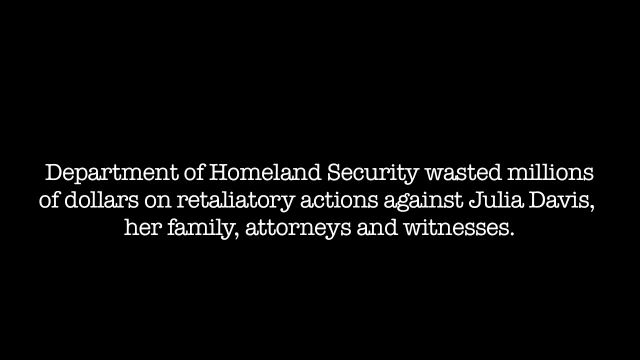 Department of Homeland Security wasted millions
of dollars on retaliatory actions against Julia Davis,
her family, attorneys and witnesses.